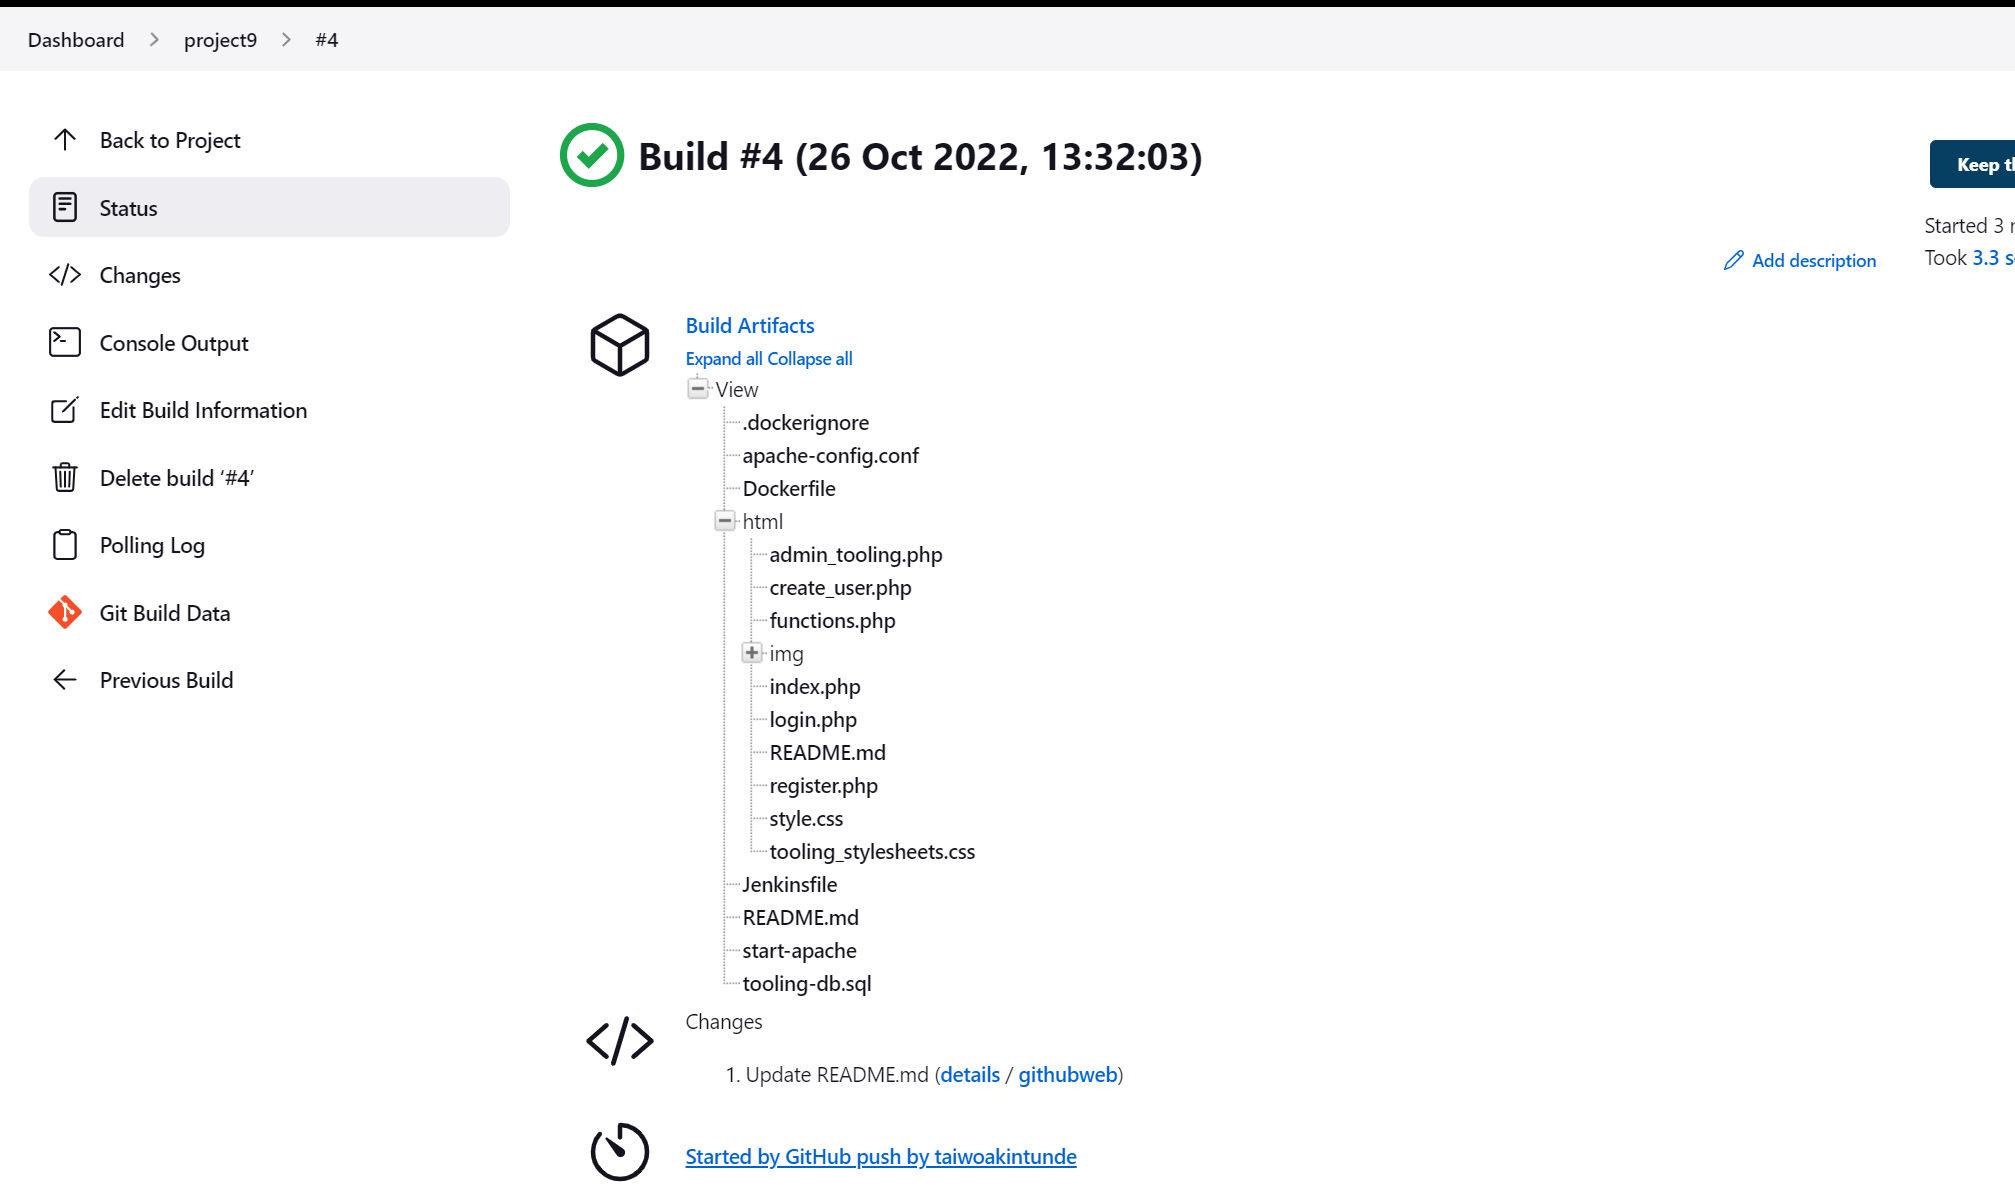 Dashboard > project9 > #4
Back to Project
Status
Changes
Console Output
Edit Build Information
Delete build ‘#4’
Polling Log
Git Build Data
Previous Build
Build #4 (26 Oct 2022, 13:32:03)
Keep
Started 3
Add description
Took 3.3
Build Artifacts
Expand all Collapse all
View
.dockerignore
apache-config.conf
Dockerfile
html
admin_tooling.php
create_user.php
functions.php
img
index.php
login.php
README.md
register.php
style.css
tooling_stylesheets.css
Jenkinsfile
README.md
start-apache
tooling-db.sql
Changes
1. Update README.md (details / githubweb)
Started by GitHub push by taiwoakintunde